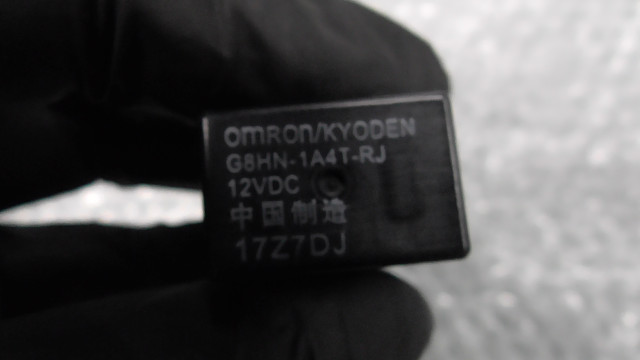 omRon/KYODEN
G8HN-1A4T-RJ
12VDC
中国制造
17Z7DJ
U